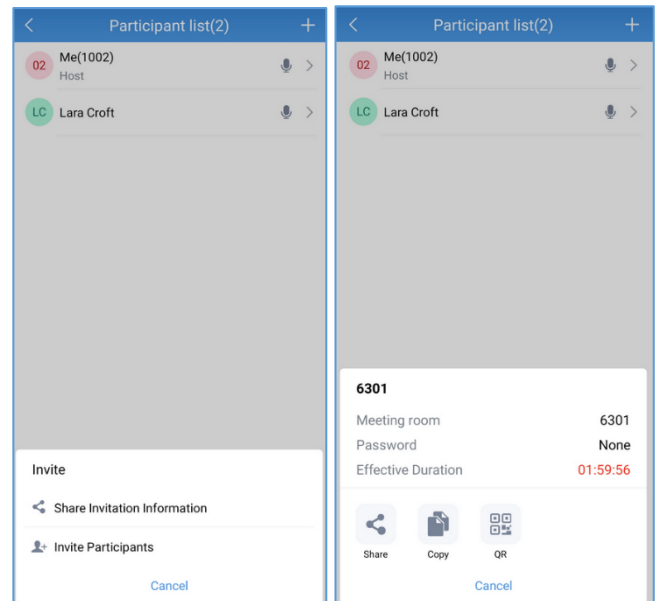 Participant list(2)
02
Me(1002)
Host
LC
Lara Croft
Invite
Share Invitation Information
Invite Participants
Cancel
Participant list(2)
02
Me(1002)
Host
LC
Lara Croft
6301
Meeting room 6301
Password None
Effective Duration 01:59:56
Share Copy QR
Cancel